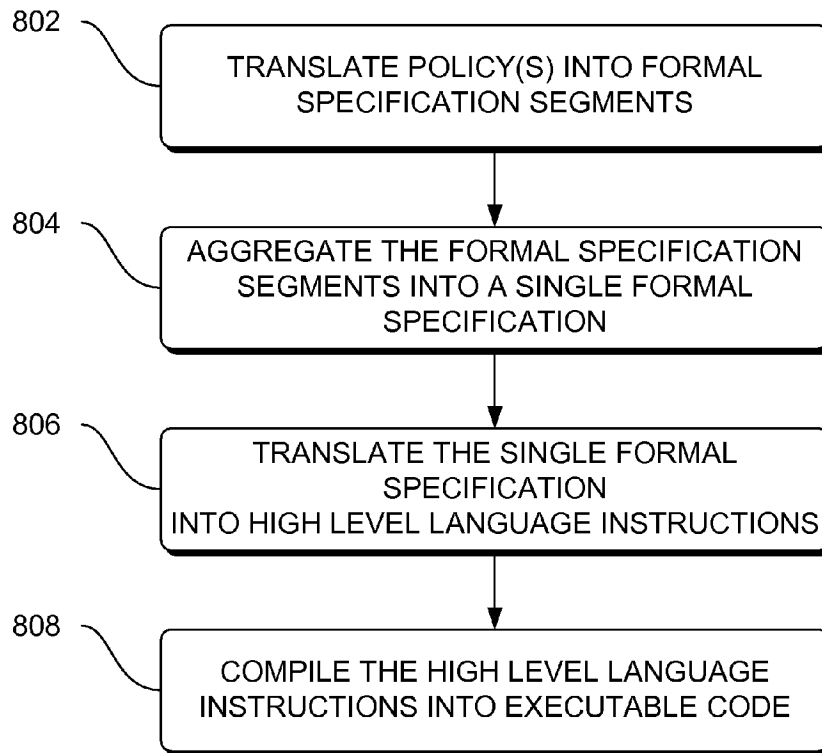 802
TRANSLATE POLICY(S) INTO FORMAL
SPECIFICATION SEGMENTS
804
AGGREGATE THE FORMAL SPECIFICATION
SEGMENTS INTO A SINGLE FORMAL
SPECIFICATION
806
TRANSLATE THE SINGLE FORMAL
SPECIFICATION
INTO HIGH LEVEL LANGUAGE INSTRUCTIONS
808
COMPILE THE HIGH LEVEL LANGUAGE
INSTRUCTIONS INTO EXECUTABLE CODE